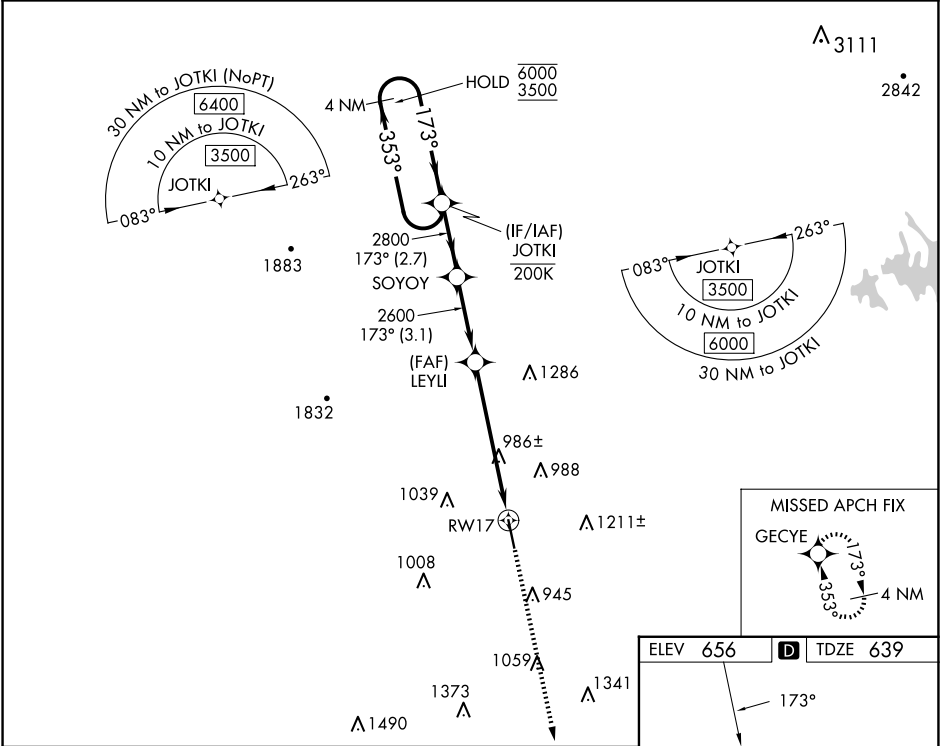 3111
2842
30 NM to JOTKI (NoPT)
6400
10 NM to JOTKI
3500
JOTKI
083°
263°
4 NM
HOLD
6000
3500
173°
353°
(IF/IAF)
JOTKI
200K
2800
173° (2.7)
SOYOY
1883
2600
173° (3.1)
(FAF)
LEYLI
083°
263°
JOTKI
3500
10 NM to JOTKI
6000
30 NM to JOTKI
1286
1832
986±
988
1039
RW17
1211±
1008
945
1059
1341
1373
1490
MISSED APCH FIX
GECYE
173°
353°
4 NM
ELEV 656 D TDZE 639
173°